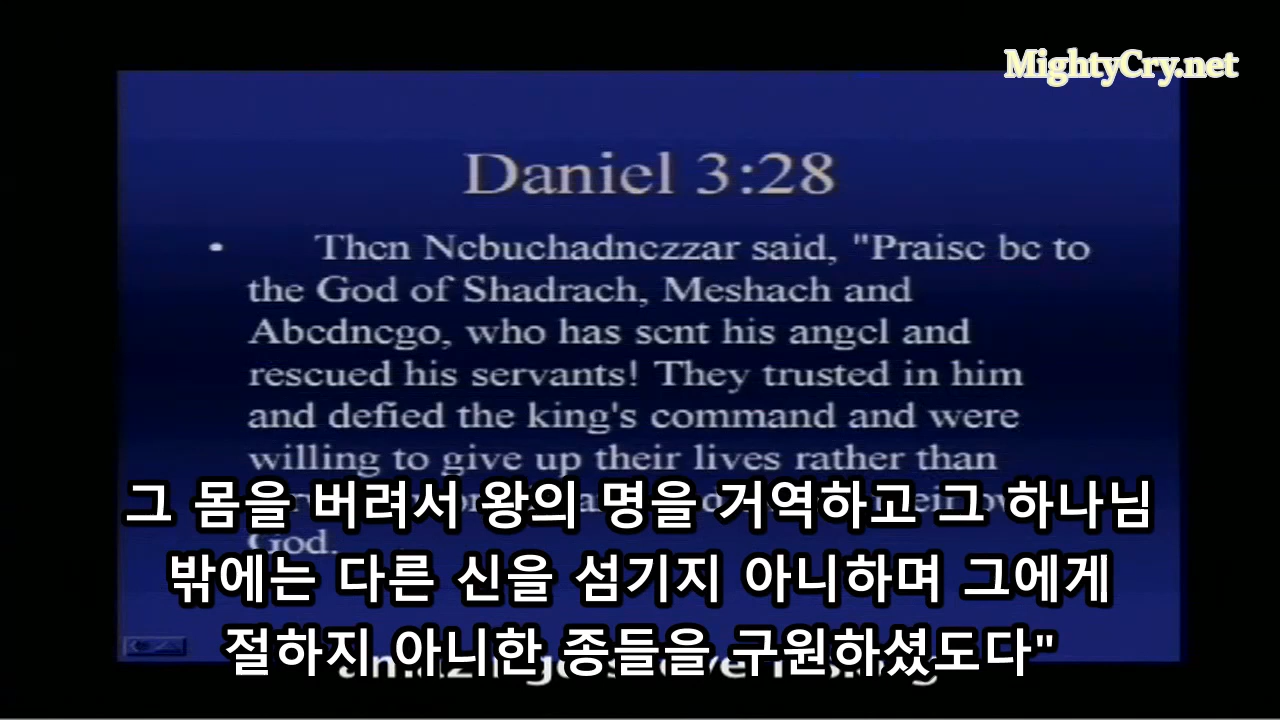 MightyCry.net
Daniel 3:28
• Then Nebuchadnezzar said, "Praise be to
the God of Shadrach, Meshach and
Abednego, who has sent his angel and
rescued his servants! They trusted in him
and defied the king's command and were
willing to give up their lives rather than
God.
그 몸을 버려서 왕의 명을 거역하고 그 하나님
밖에는 다른 신을 섬기지 아니하며 그에게
절하지 아니한 종들을 구원하셨도다"